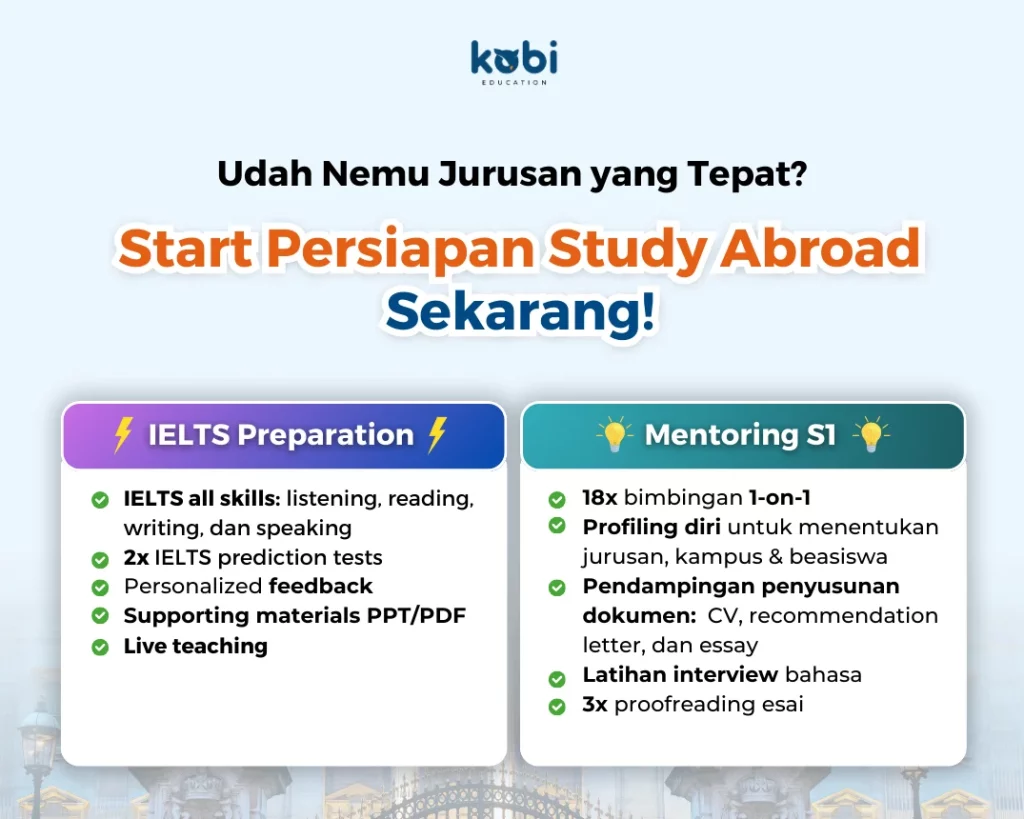 kobi
EDUCATION
Udah Nemu Jurusan yang Tepat?
Start Persiapan Study Abroad
Sekarang!
IELTS Preparation
IELTS all skills: listening, reading,
writing, dan speaking
2x IELTS prediction tests
Personalized feedback
Supporting materials PPT/PDF
Live teaching
Mentoring S1
18x bimbingan 1-on-1
Profiling diri untuk menentukan
jurusan, kampus & beasiswa
Pendampingan penyusunan
dokumen: CV, recommendation
letter, dan essay
Latihan interview bahasa
3x proofreading esai